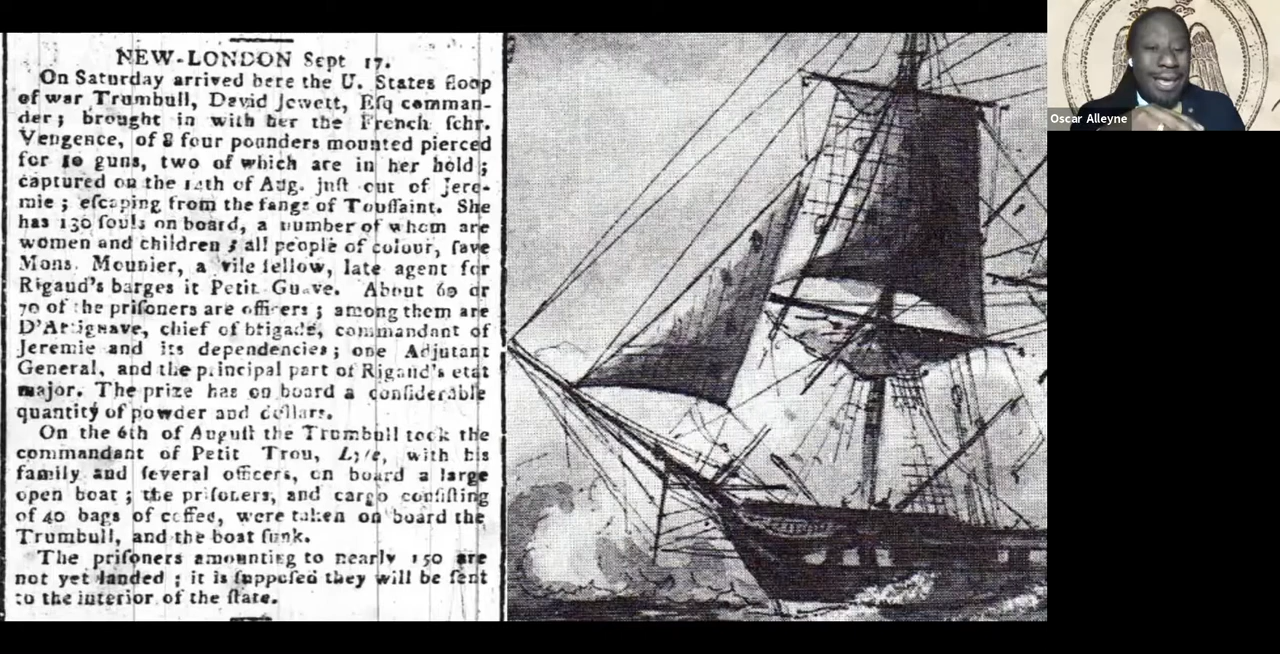 NEW-LONDON Sept 17.
On Saturday arrived here the U. States ſloop
of war Trumbull, David Jewett, Eſq comman-
der; brought in with her the French ſchr.
Vengence, of 8 four pounders mounted pierced
for 10 guns, two of which are in her hold;
captured on the 12th of Aug. juſt out of Jere-
mie; eſcaping from the fangs of Touſſaint. She
has 130 ſouls on board, a number of whom are
women and children; all people of colour, ſave
Mons. Meunier, a vile fellow, late agent for
Rigaud's barges it Petit Guave. About 60 or
70 of the priſoners are officers; among them are
chief of brigade, commandant of
Jeremie and its dependencies; one Adjutant
General, and the principal part of Rigaud's etat
major. The prize has on board a conſiderable
quantity of powder and dollars.
On the 6th of Auguſt the Trumbull took the
commandant of Petit Trou, with his
family and ſeveral officers, on board a large
open boat; the priſoners, and cargo conſiſting
of 40 bags of coffee, were taken on board the
Trumbull, and the boat ſunk.
The priſoners amounting to nearly 150 are
not yet landed; it is ſuppoſed they will be ſent
to the interior of the ſtate.
Oscar Alleyne